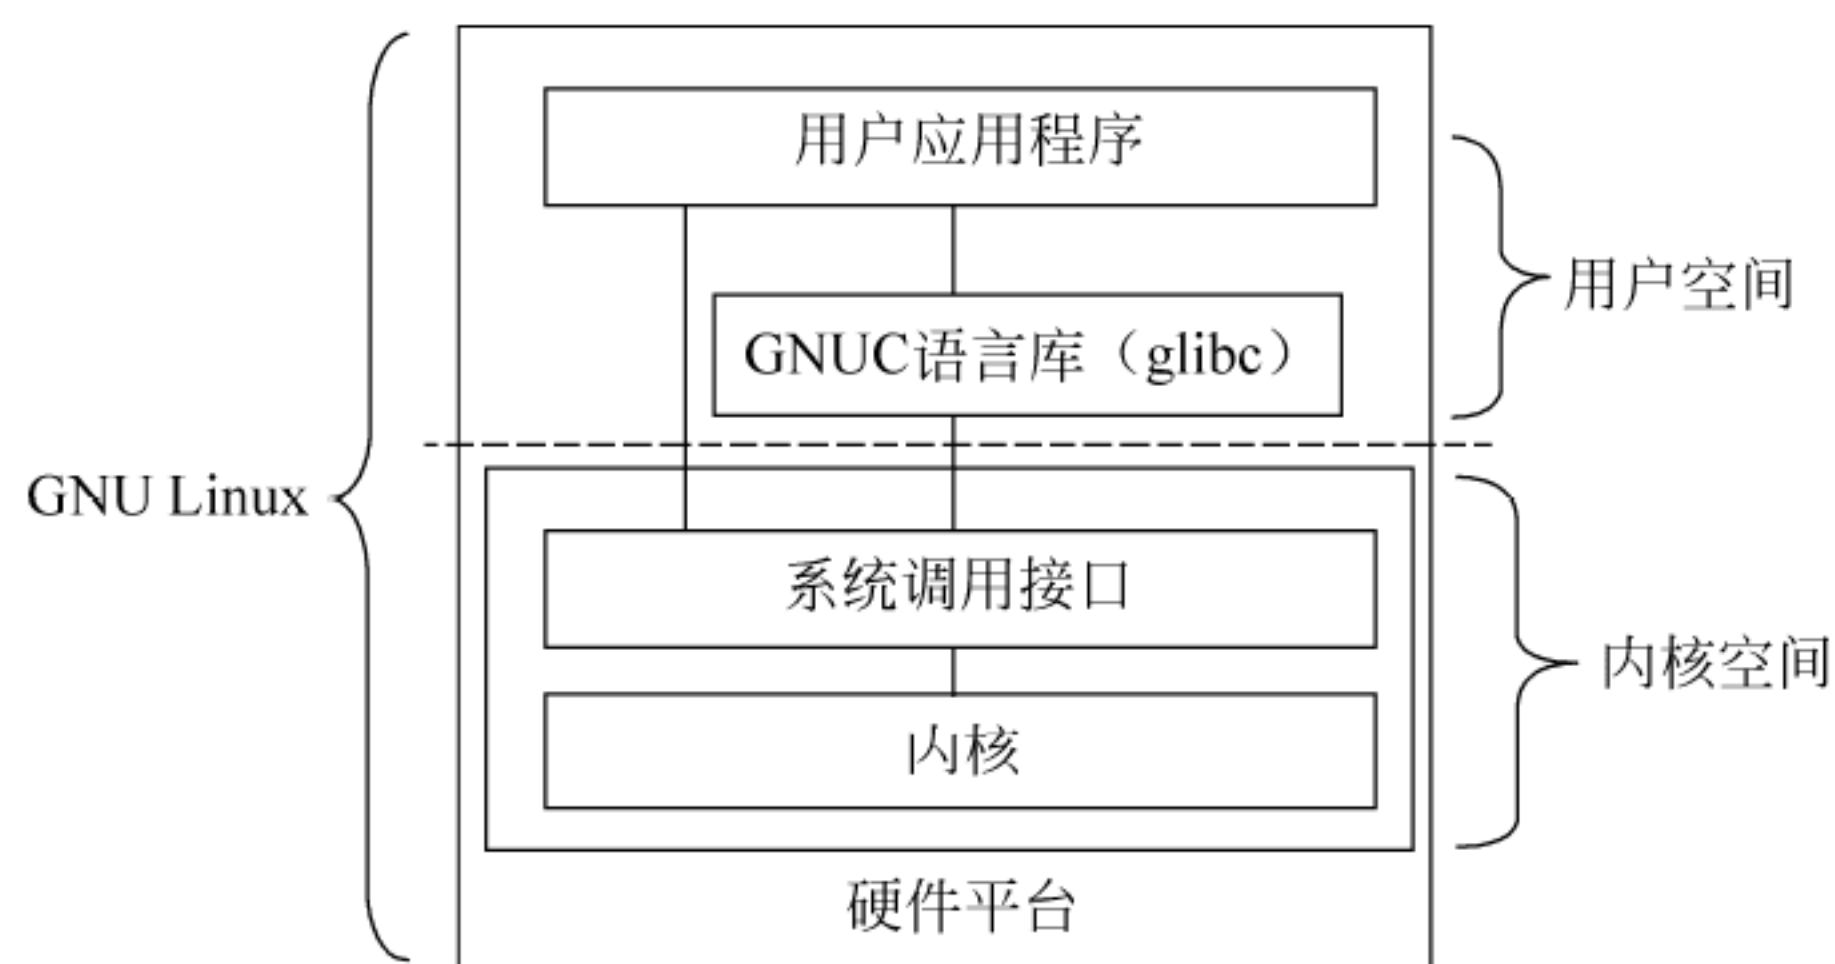 用户应用程序
用户空间
GNUC语言库（glibc）
GNU Linux
系统调用接口
内核空间
内核
硬件平台